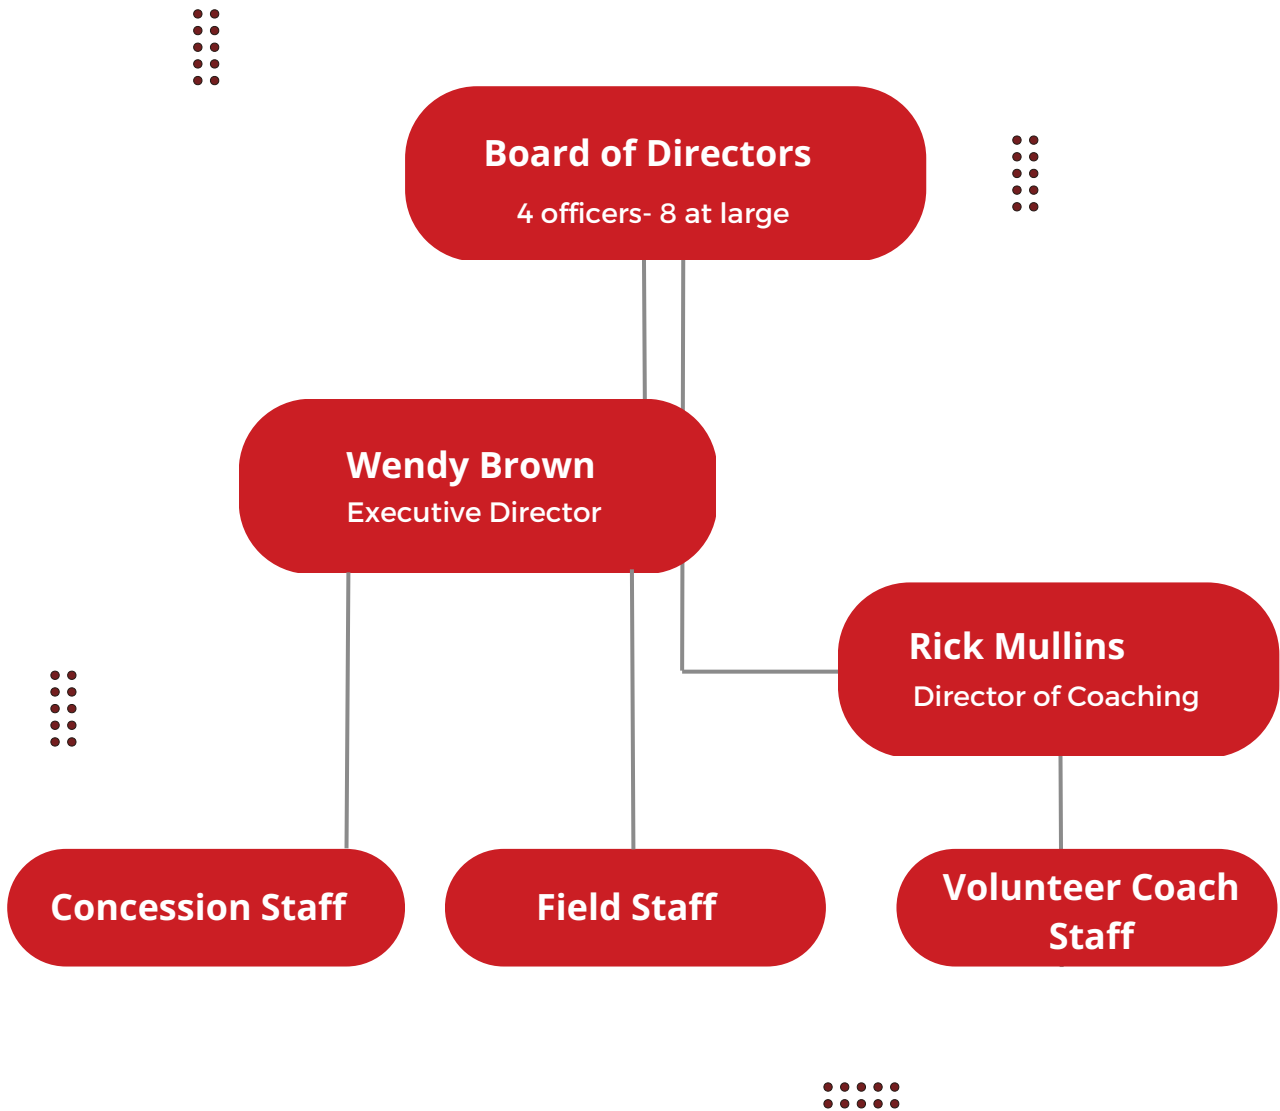 Board of Directors
4 officers- 8 at large
Wendy Brown
Executive Director
Rick Mullins
Director of Coaching
Concession Staff
Field Staff
Volunteer Coach
Staff